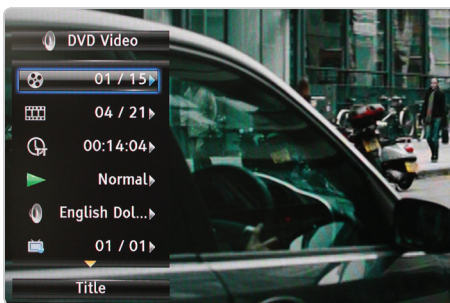 DVD Video
01 / 15
04 / 21
00:14:04
Normal
English Dol...
01 / 01
Title